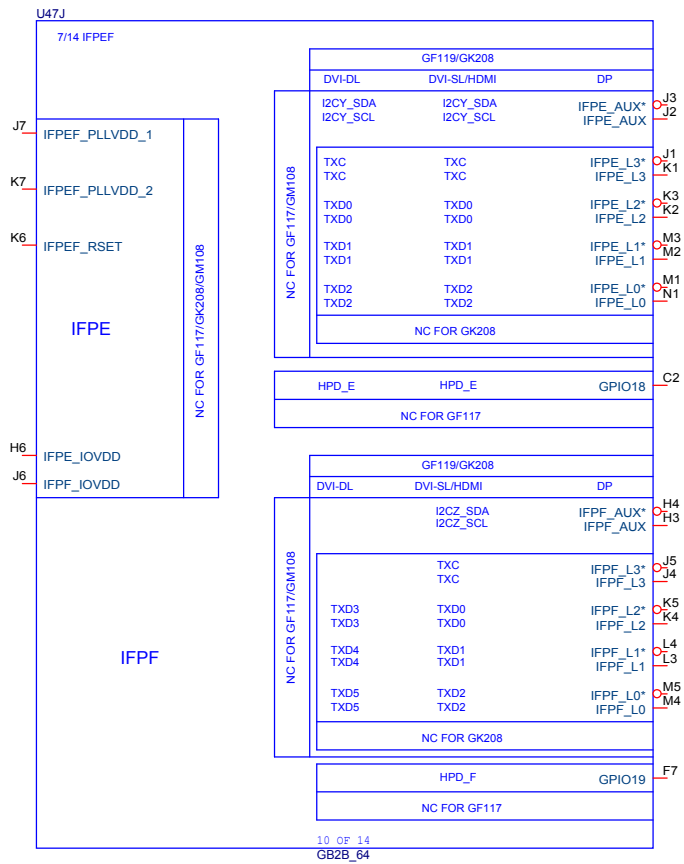 U47J
7/14 IFPEF
GF119/GK208
DVI-DL DVI-SL/HDMI DP
I2CY_SDA I2CY_SDA IFPE_AUX* J3
I2CY_SCL I2CY_SCL IFPE_AUX J2
J7 IFPEF_PLLVDD_1
TXC TXC IFPE_L3* J1
TXC TXC IFPE_L3 K1
K7 IFPEF_PLLVDD_2
TXD0 TXD0 IFPE_L2* K3
TXD0 TXD0 IFPE_L2 K2
K6 IFPEF_RSET
TXD1 TXD1 IFPE_L1* M3
TXD1 TXD1 IFPE_L1 M2
TXD2 TXD2 IFPE_L0* M1
TXD2 TXD2 IFPE_L0 N1
NC FOR GF117/GM108
NC FOR GF117/GK208/GM108
IFPE
NC FOR GK208
HPD_E HPD_E GPIO18 C2
NC FOR GF117
H6 IFPE_IOVDD
J6 IFPF_IOVDD
GF119/GK208
DVI-DL DVI-SL/HDMI DP
I2CZ_SDA IFPF_AUX* H4
I2CZ_SCL IFPF_AUX H3
TXC IFPF_L3* J5
TXC IFPF_L3 J4
TXD3 TXD0 IFPF_L2* K5
TXD3 TXD0 IFPF_L2 K4
NC FOR GF117/GM108
IFPF
TXD4 TXD1 IFPF_L1* L4
TXD4 TXD1 IFPF_L1 L3
TXD5 TXD2 IFPF_L0* M5
TXD5 TXD2 IFPF_L0 M4
NC FOR GK208
HPD_F GPIO19 F7
NC FOR GF117
10 OF 14
GB2B_64